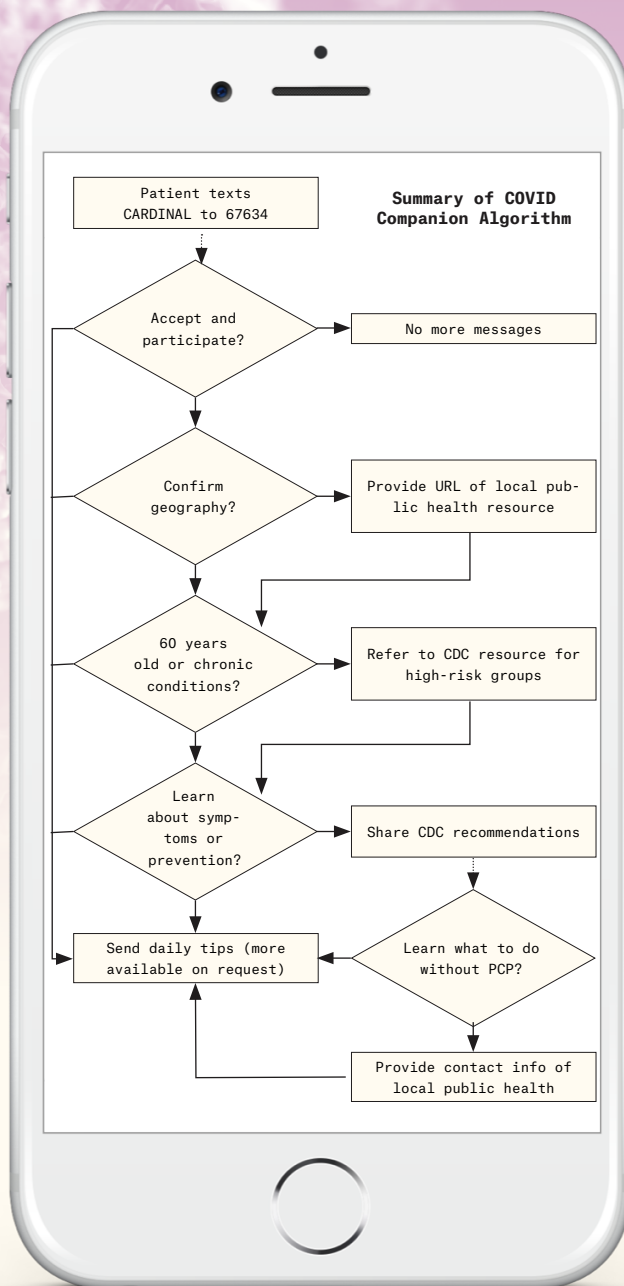 Patient texts
CARDINAL to 67634
Summary of COVID
Companion Algorithm
Accept and
participate?
No more messages
Confirm
geography?
Provide URL of local pub-
lic health resource
60 years
old or chronic
conditions?
Refer to CDC resource for
high-risk groups
Learn
about symp-
toms or
prevention?
Share CDC recommendations
Send daily tips (more
available on request)
Learn what to do
without PCP?
Provide contact info of
local public health